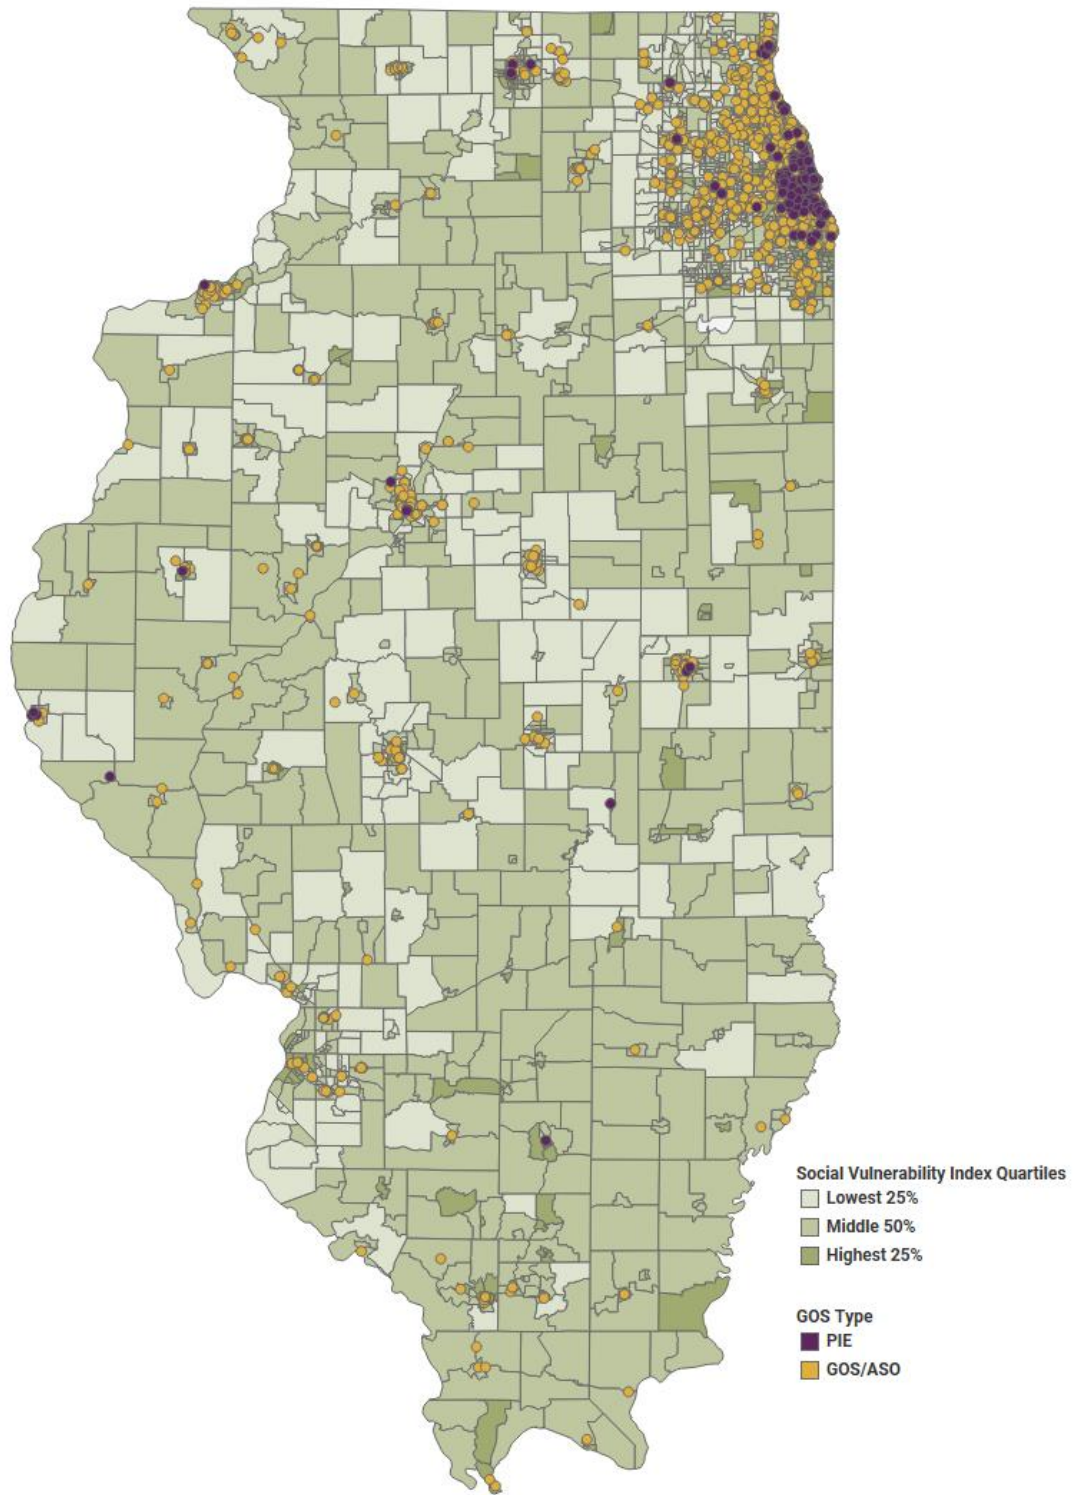 Social Vulnerability Index Quartiles
Lowest 25%
Middle 50%
Highest 25%
GOS Type
PIE
GOS/ASO